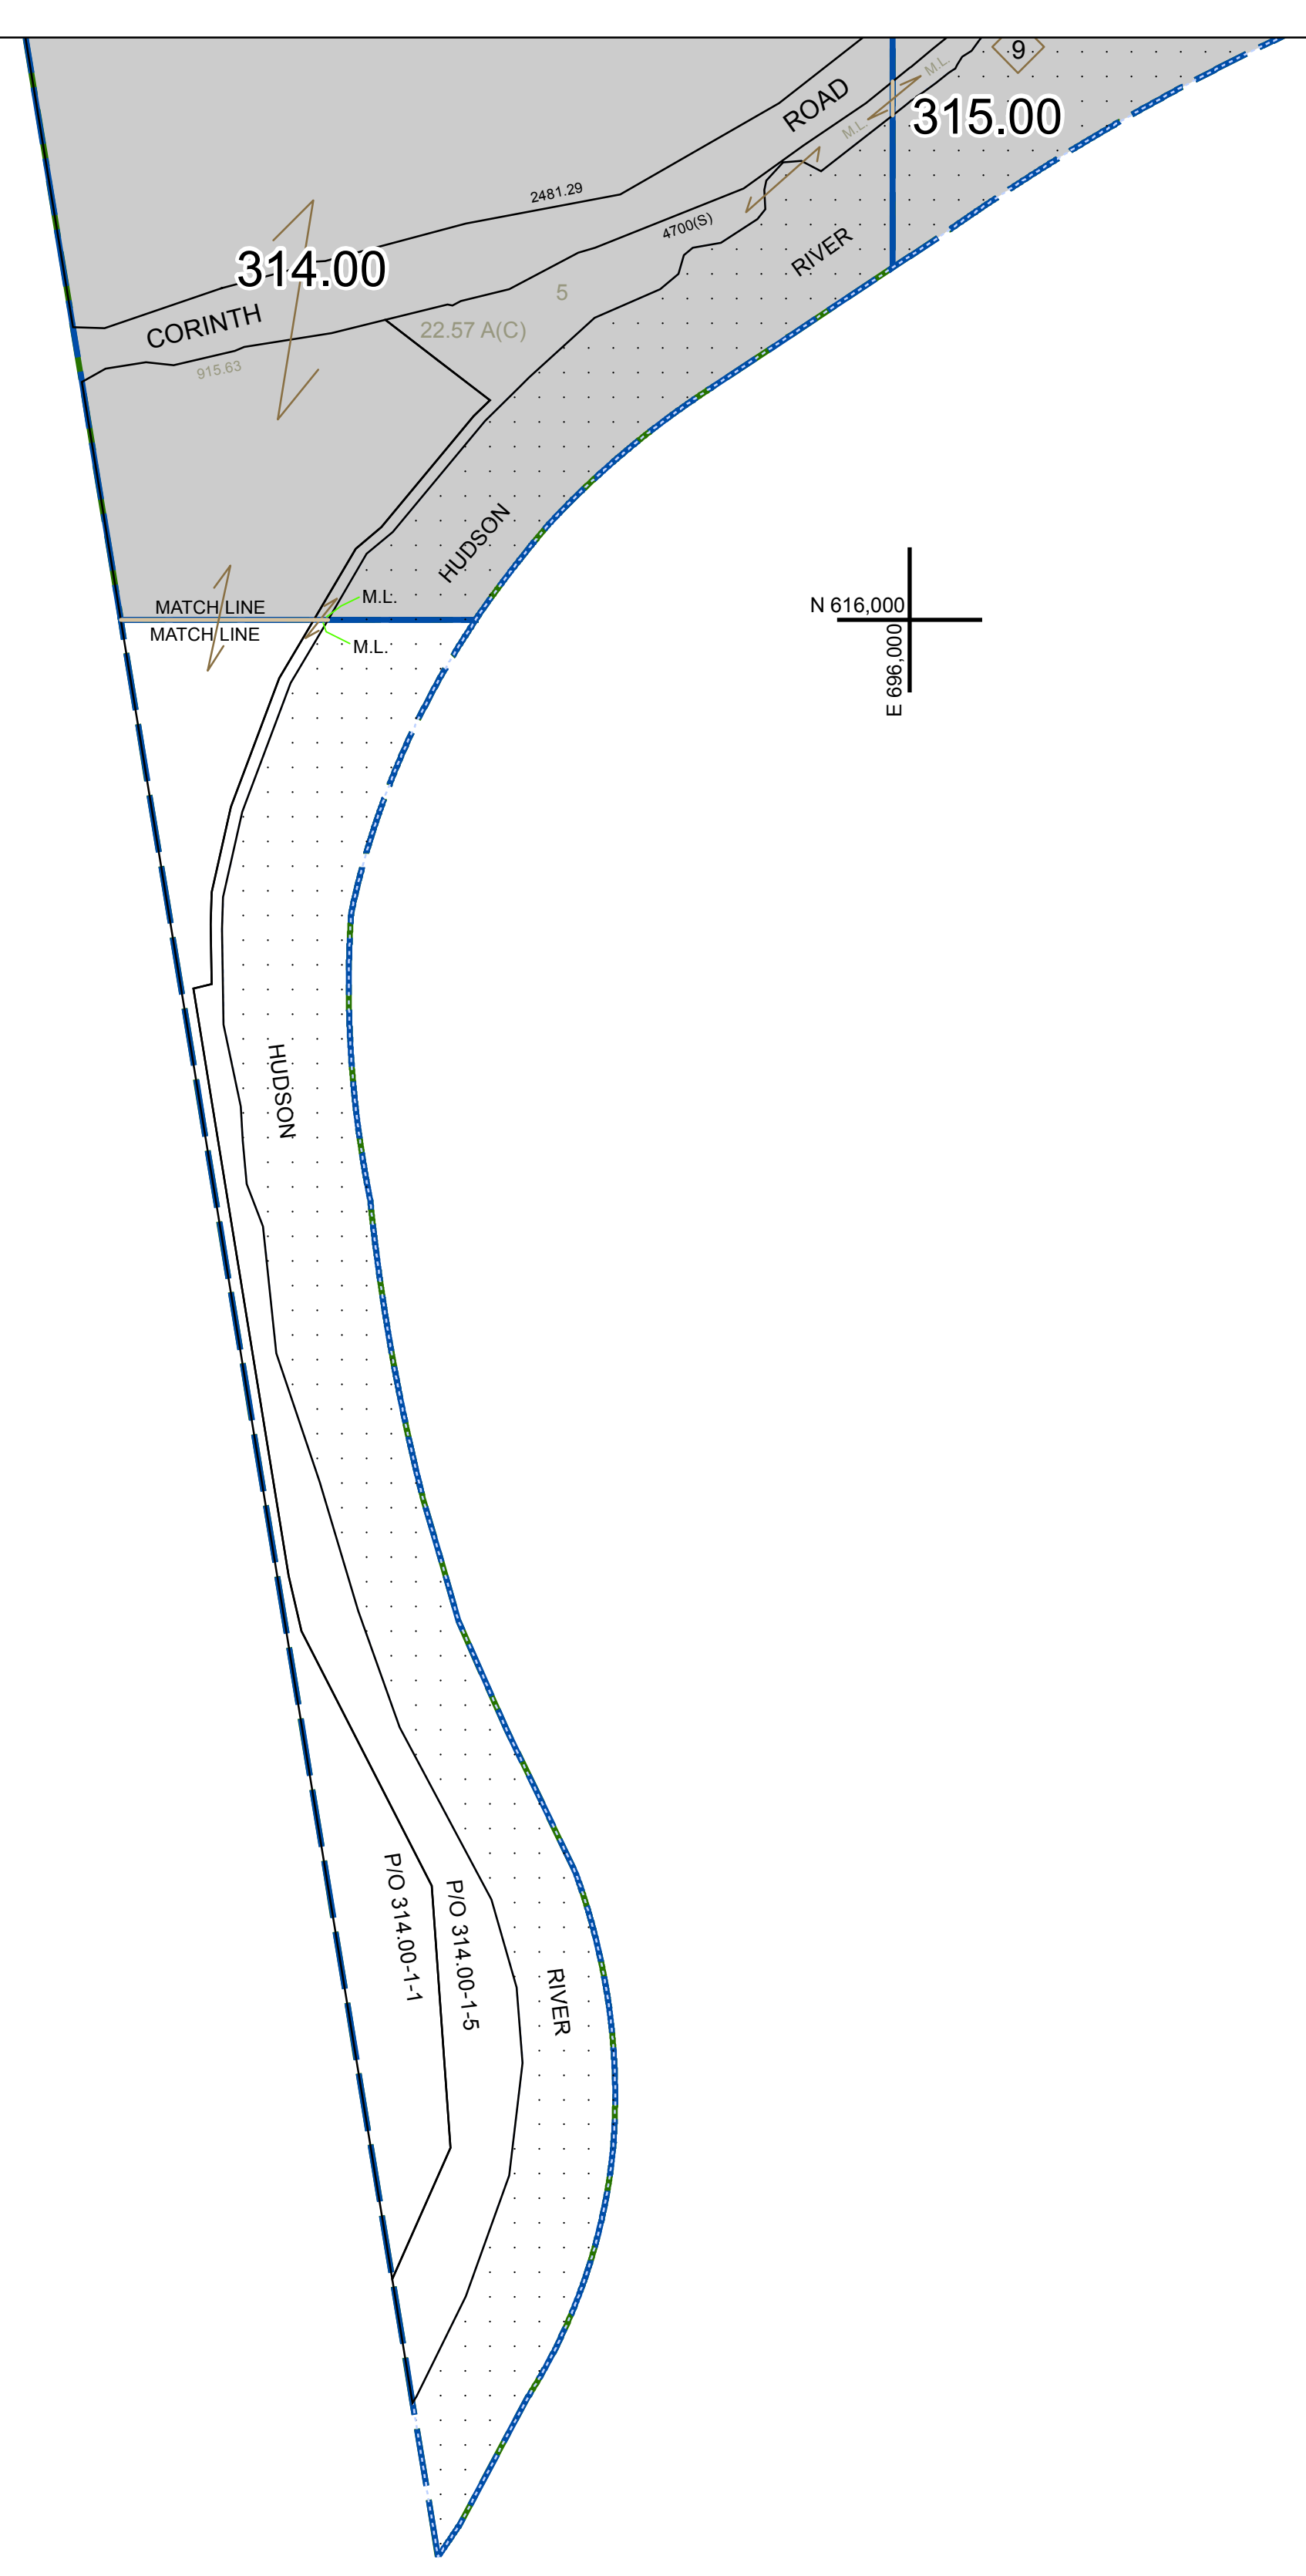 9
M.L.
ROAD
315.00
M.L.
2481.29
4700(S)
RIVER
314.00
5
CORINTH
22.57 A(C)
915.63
HUDSON
M.L.
MATCH LINE
MATCH LINE
M.L.
N 616,000
E 696,000
HUDSON
P/O 314.00-1-1
P/O 314.00-1-5
RIVER